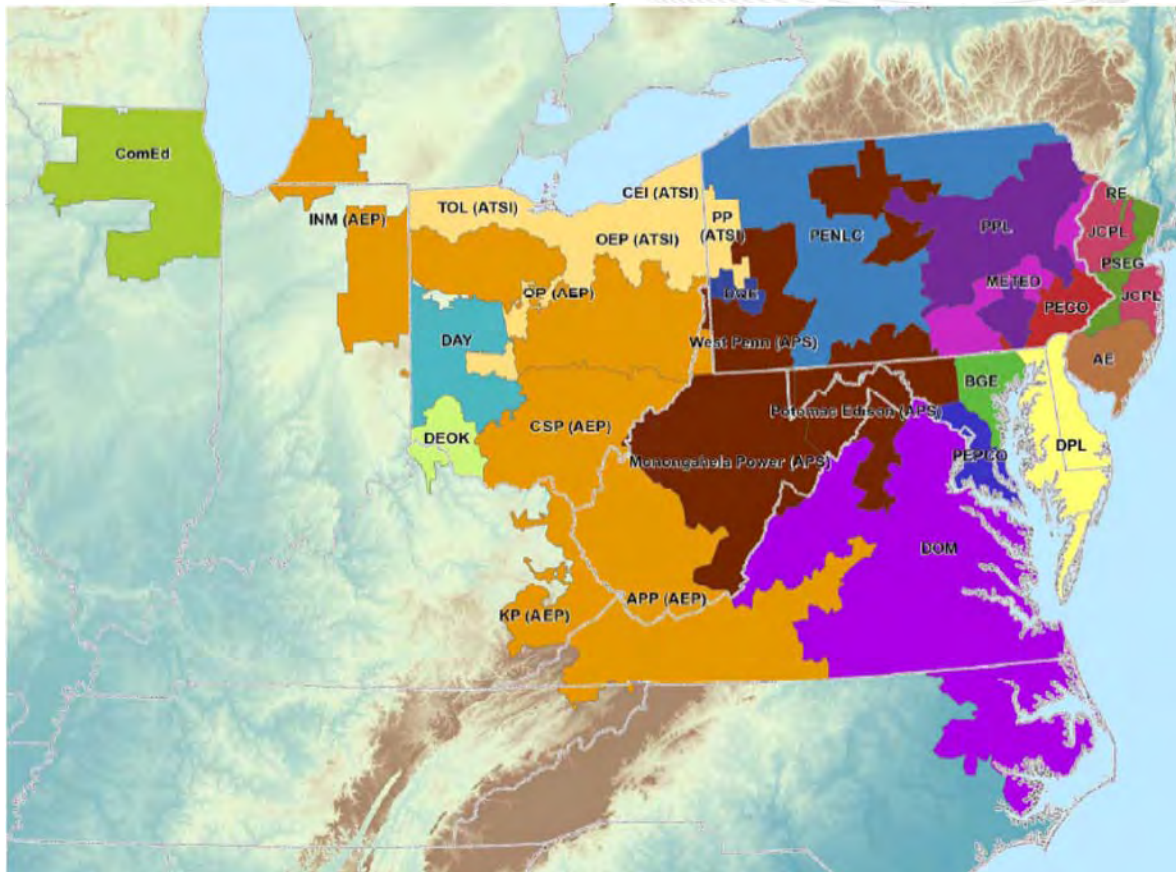 ComEd
INM (AEP)
TOL (ATSI)
CEI (ATSI)
OEP (ATSI)
PP
(ATSI)
OP (AEP)
DAY
DEOK
CSP (AEP)
KP (AEP)
APP (AEP)
DQE
West Penn (APS)
Monongahela Power (APS)
Potomac Edison (APS)
PENLC
PPL
METED
PECO
RE
JCPL
PSEG
JCPL
AE
BGE
PEPCO
DPL
DOM